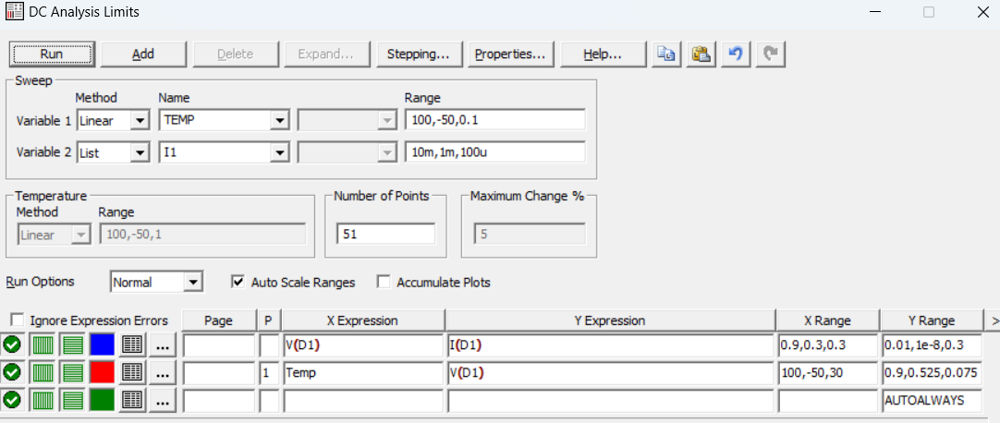 DC Analysis Limits
Run Add Delete Expand... Stepping... Properties... Help...
Sweep
Method Name Range
Variable 1 Linear TEMP 100,-50,0.1
Variable 2 List I1 10m,1m,100u
Temperature Number of Points Maximum Change %
Method Range
Linear 100,-50,1 51 5
Run Options Normal Auto Scale Ranges Accumulate Plots
Ignore Expression Errors Page P X Expression Y Expression X Range Y Range >
... V(D1) I(D1) 0.9,0.3,0.3 0.01,1e-8,0.3
... 1 Temp V(D1) 100,-50,30 0.9,0.525,0.075
... AUTOALWAYS